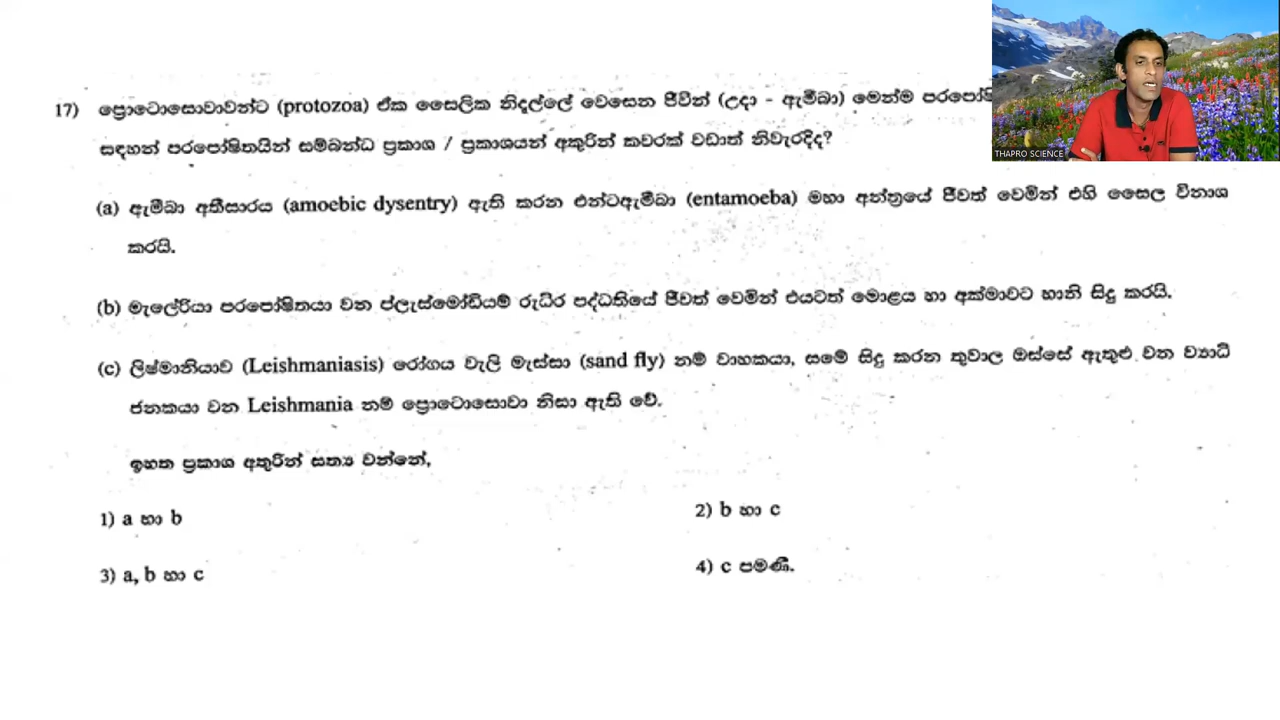 17) ප්‍රොටොසොවාවන්ට (protozoa) ඒක සෛලික නිදැල්ලේ වෙසෙන ජීවීන් (උදා - ඇමීබා) මෙන්ම
THAPRO SCIENCE
සඳහන් පරපෝෂිතයින් සම්බන්ධ ප්‍රකාශ / ප්‍රකාශයන් අතුරින් කවරක් වඩාත් නිවැරදිද?
(a) ඇමීබා අතීසාරය (amoebic dysentry) ඇති කරන එන්ටඇමීබා (entamoeba) මහා අන්ත්‍රයේ ජීවත් වෙමින් එහි සෛල විනාශ
කරයි.
(b) මැලේරියා පරපෝෂිතයා වන ප්ලැස්මෝඩියම් රුධිර පද්ධතියේ ජීවත් වෙමින් එයටත් මොළය හා අක්මාවට හානි සිදු කරයි.
(c) ලිෂ්මානියාව (Leishmaniasis) රෝගය වැලි මැස්සා (sand fly) නම් වාහකයා, සමේ සිදු කරන තුවාල ඔස්සේ ඇතුළු වන ව්‍යාධි
ජනකයා වන Leishmania නම් ප්‍රොටොසොවා නිසා ඇති වේ.
ඉහත ප්‍රකාශ අතුරින් සත්‍ය වන්නේ,
1) a හා b
2) b හා c
3) a, b හා c
4) c පමණි.